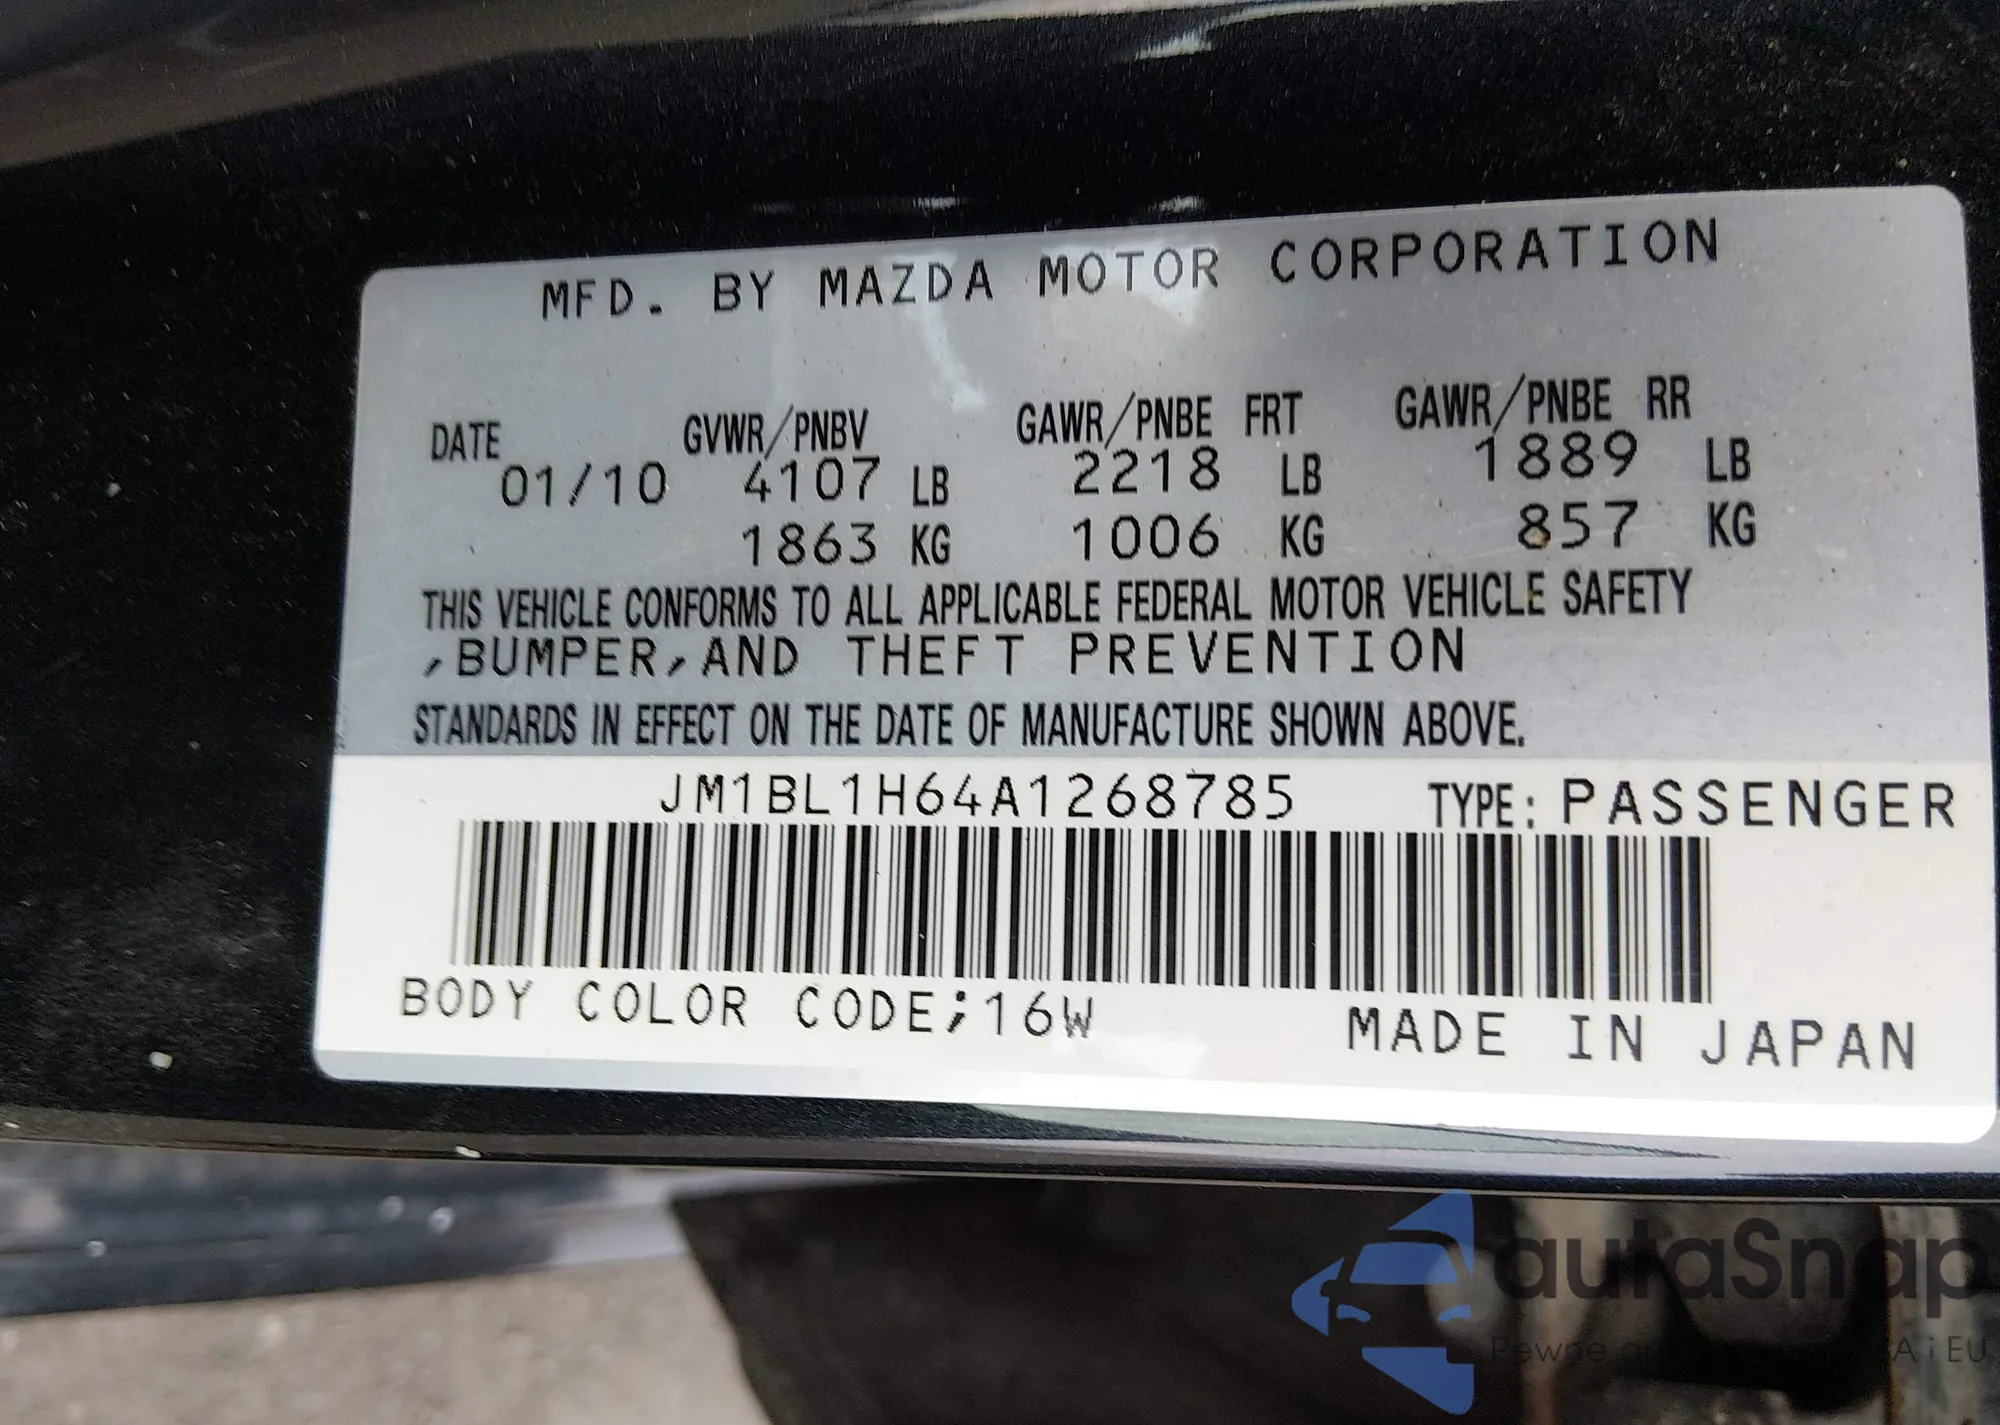 MFD. BY MAZDA MOTOR CORPORATION
DATE GVWR/PNBV GAWR/PNBE FRT GAWR/PNBE RR
01/10 4107 LB 2218 LB 1889 LB
1863 KG 1006 KG 857 KG
THIS VEHICLE CONFORMS TO ALL APPLICABLE FEDERAL MOTOR VEHICLE SAFETY
,BUMPER,AND THEFT PREVENTION
STANDARDS IN EFFECT ON THE DATE OF MANUFACTURE SHOWN ABOVE.
JM1BL1H64A1268785 TYPE: PASSENGER
BODY COLOR CODE;16W MADE IN JAPAN
autaSnap
Pewne i EU